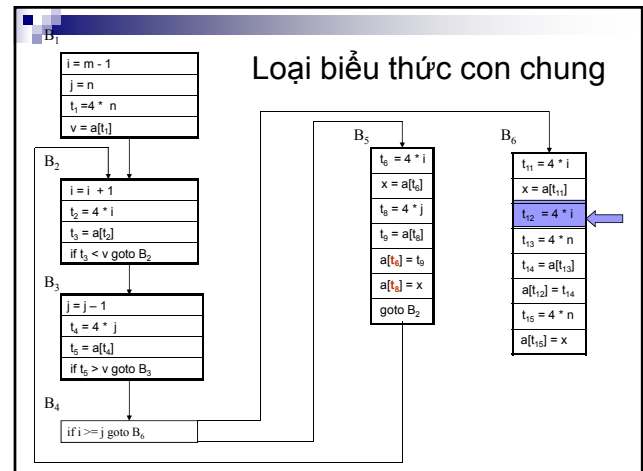 Loại biểu thức con chung
B₁
i = m - 1
j = n
t₁ =4 * n
v = a[t₁]
B₂
i = i + 1
t₂ = 4 * i
t₃ = a[t₂]
if t₃ < v goto B₂
B₃
j = j – 1
t₄ = 4 * j
t₅ = a[t₄]
if t₅ > v goto B₃
B₄
if i >= j goto B₆
B₅
t₆ = 4 * i
x = a[t₆]
t₈ = 4 * j
t₉ = a[t₈]
a[t₆] = t₉
a[t₈] = x
goto B₂
B₆
t₁₁ = 4 * i
x = a[t₁₁]
t₁₂ = 4 * i
t₁₃ = 4 * n
t₁₄ = a[t₁₃]
a[t₁₂] = t₁₄
t₁₅ = 4 * n
a[t₁₅] = x